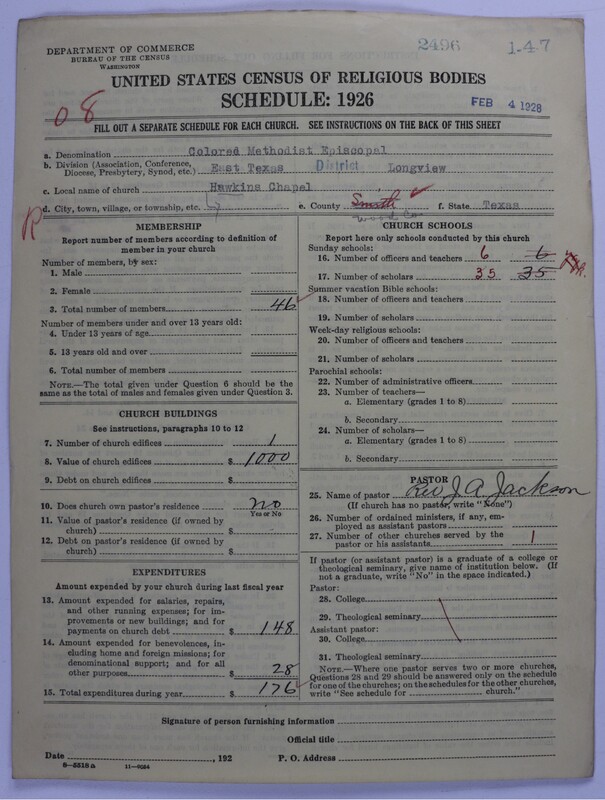 2496
1-4-7
DEPARTMENT OF COMMERCE
BUREAU OF THE CENSUS
WASHINGTON
UNITED STATES CENSUS OF RELIGIOUS BODIES
SCHEDULE: 1926
FEB 4 1928
08
FILL OUT A SEPARATE SCHEDULE FOR EACH CHURCH. SEE INSTRUCTIONS ON THE BACK OF THIS SHEET
a. Denomination Colored Methodist Episcopal
b. Division (Association, Conference, Diocese, Presbytery, Synod, etc.) East Texas District Longview
c. Local name of church Hawkins Chapel
d. City, town, village, or township, etc. e. County Smith f. State Texas
Wood Co
MEMBERSHIP
Report number of members according to definition of
member in your church
Number of members, by sex:
1. Male
2. Female
3. Total number of members 46
Number of members under and over 13 years old:
4. Under 13 years of age
5. 13 years old and over
6. Total number of members
NOTE.—The total given under Question 6 should be
same as the total of males and females given under Question 3.
CHURCH BUILDINGS
See instructions, paragraphs 10 to 12
7. Number of church edifices 1
8. Value of church edifices $ 1000
9. Debt on church edifices $
10. Does church own pastor's residence no
Yes or No
11. Value of pastor's residence (if owned by
church) $
12. Debt on pastor's residence (if owned by
church) $
EXPENDITURES
Amount expended by your church during last fiscal year
13. Amount expended for salaries, repairs,
and other running expenses; for im-
provements or new buildings; and for
payments on church debt $ 148
14. Amount expended for benevolences, in-
cluding home and foreign missions; for
denominational support; and for all
other purposes $ 28
15. Total expenditures during year $ 176
CHURCH SCHOOLS
Report here only schools conducted by this church
Sunday schools:
16. Number of officers and teachers 6 6
17. Number of scholars 35 35
Summer vacation Bible schools:
18. Number of officers and teachers
19. Number of scholars
Week-day religious schools:
20. Number of officers and teachers
21. Number of scholars
Parochial schools:
22. Number of administrative officers
23. Number of teachers—
a. Elementary (grades 1 to 8)
b. Secondary
24. Number of scholars—
a. Elementary (grades 1 to 8)
b. Secondary
PASTOR
25. Name of pastor Rev J. A. Jackson
(If church has no pastor, write "None")
26. Number of ordained ministers, if any, em-
ployed as assistant pastors
27. Number of other churches served by the
pastor or his assistants 1
If pastor (or assistant pastor) is a graduate of a college or
theological seminary, give name of institution below. (If
not a graduate, write "No" in the space indicated.)
Pastor:
28. College
29. Theological seminary
Assistant pastor:
30. College
31. Theological seminary
NOTE.—Where one pastor serves two or more churches,
Questions 28 and 29 should be answered only on the schedule
for one of the churches; on the schedules for the other churches,
write "See schedule for church."
Signature of person furnishing information
Official title
Date , 192 P. O. Address
8—5518a 11—9054